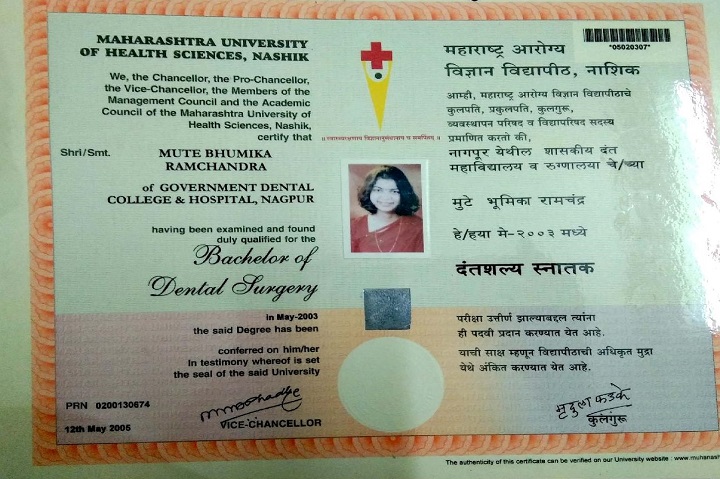 MAHARASHTRA UNIVERSITY
OF HEALTH SCIENCES, NASHIK
We, the Chancellor, the Pro-Chancellor,
the Vice-Chancellor, the Members of the
Management Council and the Academic
Council of the Maharashtra University of
Health Sciences, Nashik,
certify that
Shri/Smt. MUTE BHUMIKA
RAMCHANDRA
of GOVERNMENT DENTAL
COLLEGE & HOSPITAL, NAGPUR
having been examined and found
duly qualified for the
Bachelor of
Dental Surgery
in May-2003
the said Degree has been
conferred on him/her
In testimony whereof is set
the seal of the said University
PRN 0200130674
12th May 2005
VICE-CHANCELLOR
*05020307*
महाराष्ट्र आरोग्य
विज्ञान विद्यापीठ, नाशिक
आम्ही, महाराष्ट्र आरोग्य विज्ञान विद्यापीठाचे
कुलपति, प्रकुलपति, कुलगुरू,
व्यवस्थापन परिषद व विद्यापरिषद सदस्य
प्रमाणित करतो की,
नागपूर येथील शासकीय दंत
महाविद्यालय व रुग्णालया चे/च्या
मुटे भूमिका रामचंद्र
हे/हया मे-२००३ मध्ये
दंतशल्य स्नातक
परीक्षा उत्तीर्ण झाल्याबद्दल त्यांना
ही पदवी प्रदान करण्यात येत आहे.
याची साक्ष म्हणून विद्यापीठाची अधिकृत मुद्रा
येथे अंकित करण्यात येत आहे.
मृदुला फडके
कुलगुरू
The authenticity of this certificate can be verified on our University website : www.muhsnash